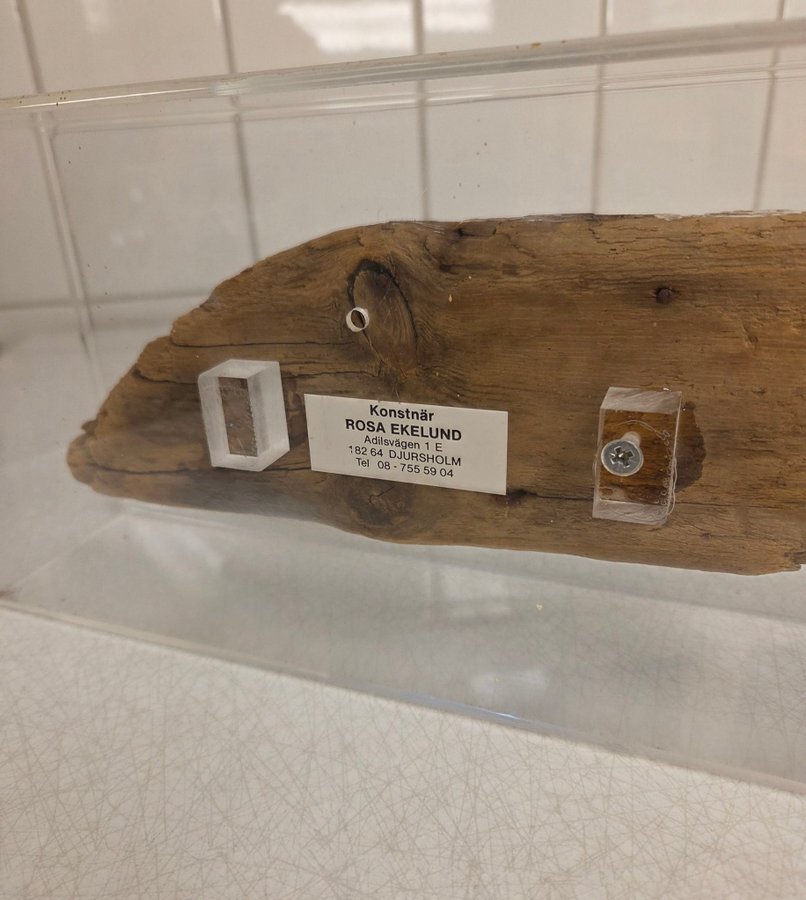 Konstnär
ROSA EKELUND
Adilsvägen 1 E
182 64 DJURSHOLM
Tel 08 - 755 59 04